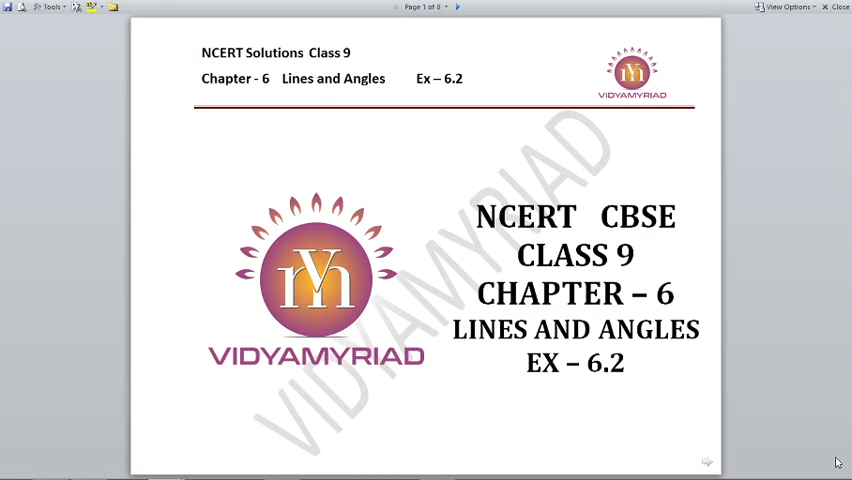 Tools
Page 1 of 8
View Options
Close
NCERT Solutions Class 9
Chapter - 6 Lines and Angles Ex – 6.2
VIDYAMYRIAD
VIDYAMYRIAD
NCERT CBSE
CLASS 9
CHAPTER – 6
LINES AND ANGLES
EX – 6.2
VIDYAMYRIAD